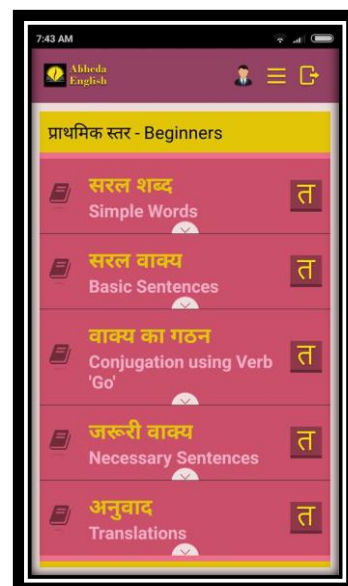 7:43 AM
Abheda
English
प्राथमिक स्तर - Beginners
सरल शब्द
Simple Words
त
सरल वाक्य
Basic Sentences
त
वाक्य का गठन
Conjugation using Verb
'Go'
त
जरूरी वाक्य
Necessary Sentences
त
अनुवाद
Translations
त